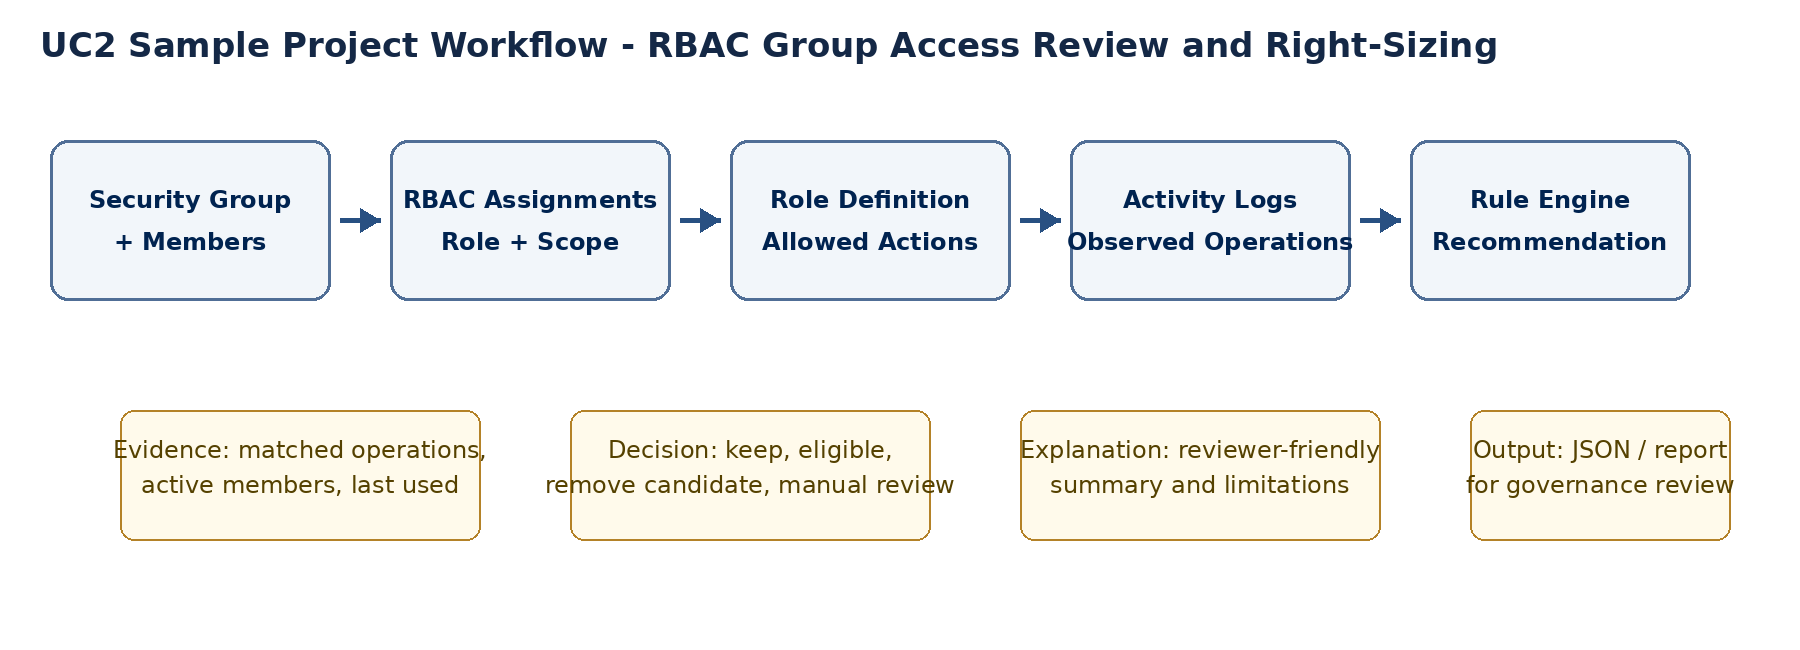 UC2 Sample Project Workflow - RBAC Group Access Review and Right-Sizing
Security Group
+ Members
RBAC Assignments
Role + Scope
Role Definition
Allowed Actions
Activity Logs
Observed Operations
Rule Engine
Recommendation
Evidence: matched operations,
active members, last used
Decision: keep, eligible,
remove candidate, manual review
Explanation: reviewer-friendly
summary and limitations
Output: JSON / report
for governance review